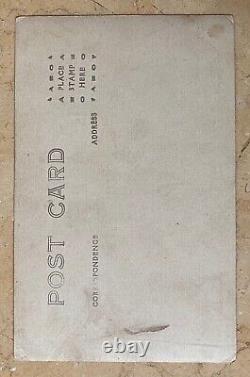 POST CARD
PLACE
STAMP
HERE
CORRESPONDENCE
ADDRESS